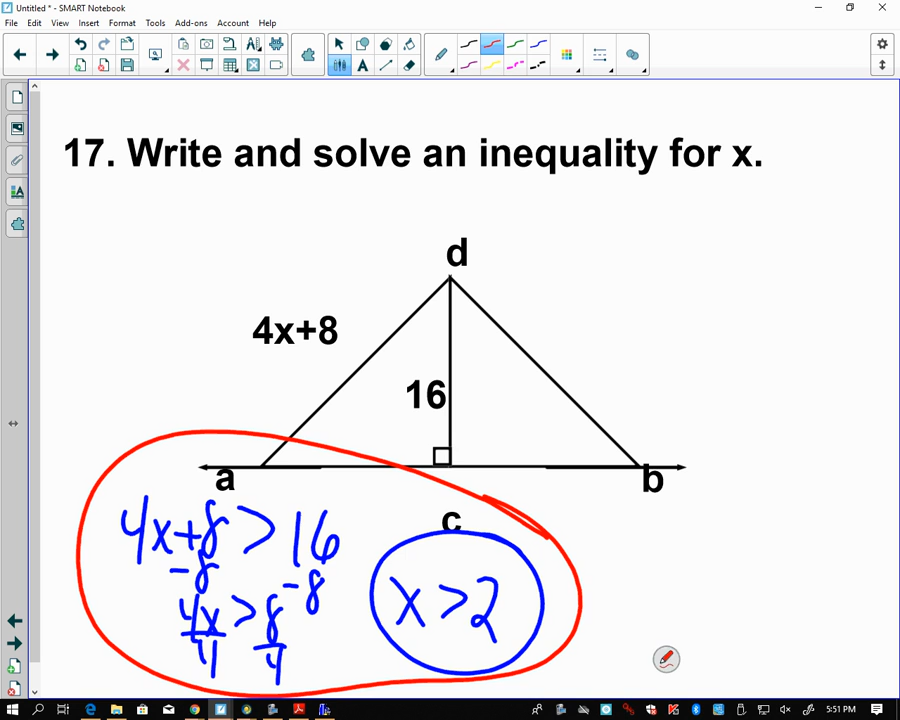 Untitled * - SMART Notebook
File Edit View Insert Format Tools Add-ons Account Help
17. Write and solve an inequality for x.
d
4x+8
16
a
b
c
4x+8 > 16
-8 -8
4x > 8
4 4
x > 2
5:51 PM